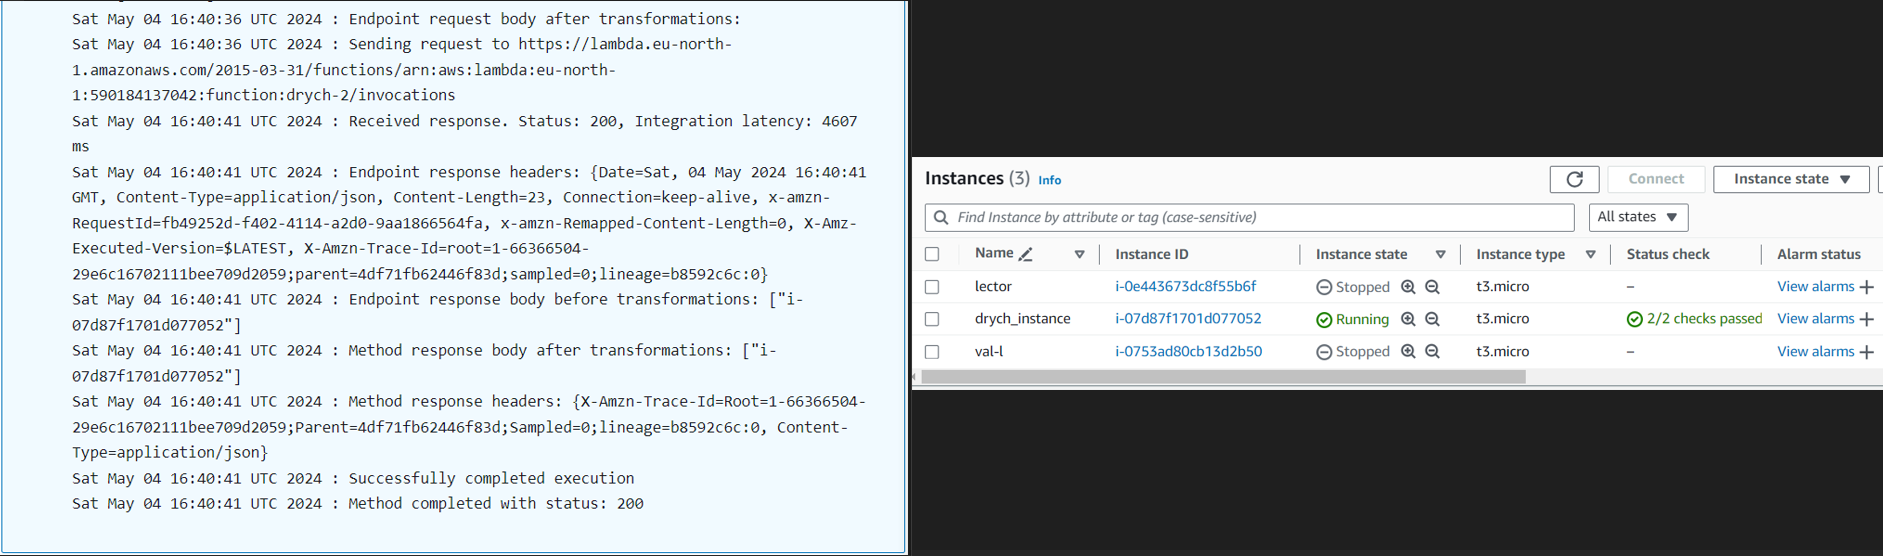 Sat May 04 16:40:36 UTC 2024 : Endpoint request body after transformations:
Sat May 04 16:40:36 UTC 2024 : Sending request to https://lambda.eu-north-
1.amazonaws.com/2015-03-31/functions/arn:aws:lambda:eu-north-
1:590184137042:function:drych-2/invocations
Sat May 04 16:40:41 UTC 2024 : Received response. Status: 200, Integration latency: 4607
ms
Sat May 04 16:40:41 UTC 2024 : Endpoint response headers: {Date=Sat, 04 May 2024 16:40:41
GMT, Content-Type=application/json, Content-Length=23, Connection=keep-alive, x-amzn-
RequestId=fb49252d-f402-4114-a2d0-9aa1866564fa, x-amzn-Remapped-Content-Length=0, X-Amz-
Executed-Version=$LATEST, X-Amzn-Trace-Id=root=1-66366504-
29e6c16702111bee709d2059;parent=4df71fb62446f83d;sampled=0;lineage=b8592c6c:0}
Sat May 04 16:40:41 UTC 2024 : Endpoint response body before transformations: ["i-
07d87f1701d077052"]
Sat May 04 16:40:41 UTC 2024 : Method response body after transformations: ["i-
07d87f1701d077052"]
Sat May 04 16:40:41 UTC 2024 : Method response headers: {X-Amzn-Trace-Id=Root=1-66366504-
29e6c16702111bee709d2059;Parent=4df71fb62446f83d;Sampled=0;lineage=b8592c6c:0, Content-
Type=application/json}
Sat May 04 16:40:41 UTC 2024 : Successfully completed execution
Sat May 04 16:40:41 UTC 2024 : Method completed with status: 200
Instances (3) Info
Connect
Instance state
Find Instance by attribute or tag (case-sensitive)
All states
Name Instance ID Instance state Instance type Status check Alarm status
lector i-0e443673dc8f55b6f Stopped t3.micro – View alarms
drych_instance i-07d87f1701d077052 Running t3.micro 2/2 checks passed View alarms
val-l i-0753ad80cb13d2b50 Stopped t3.micro – View alarms